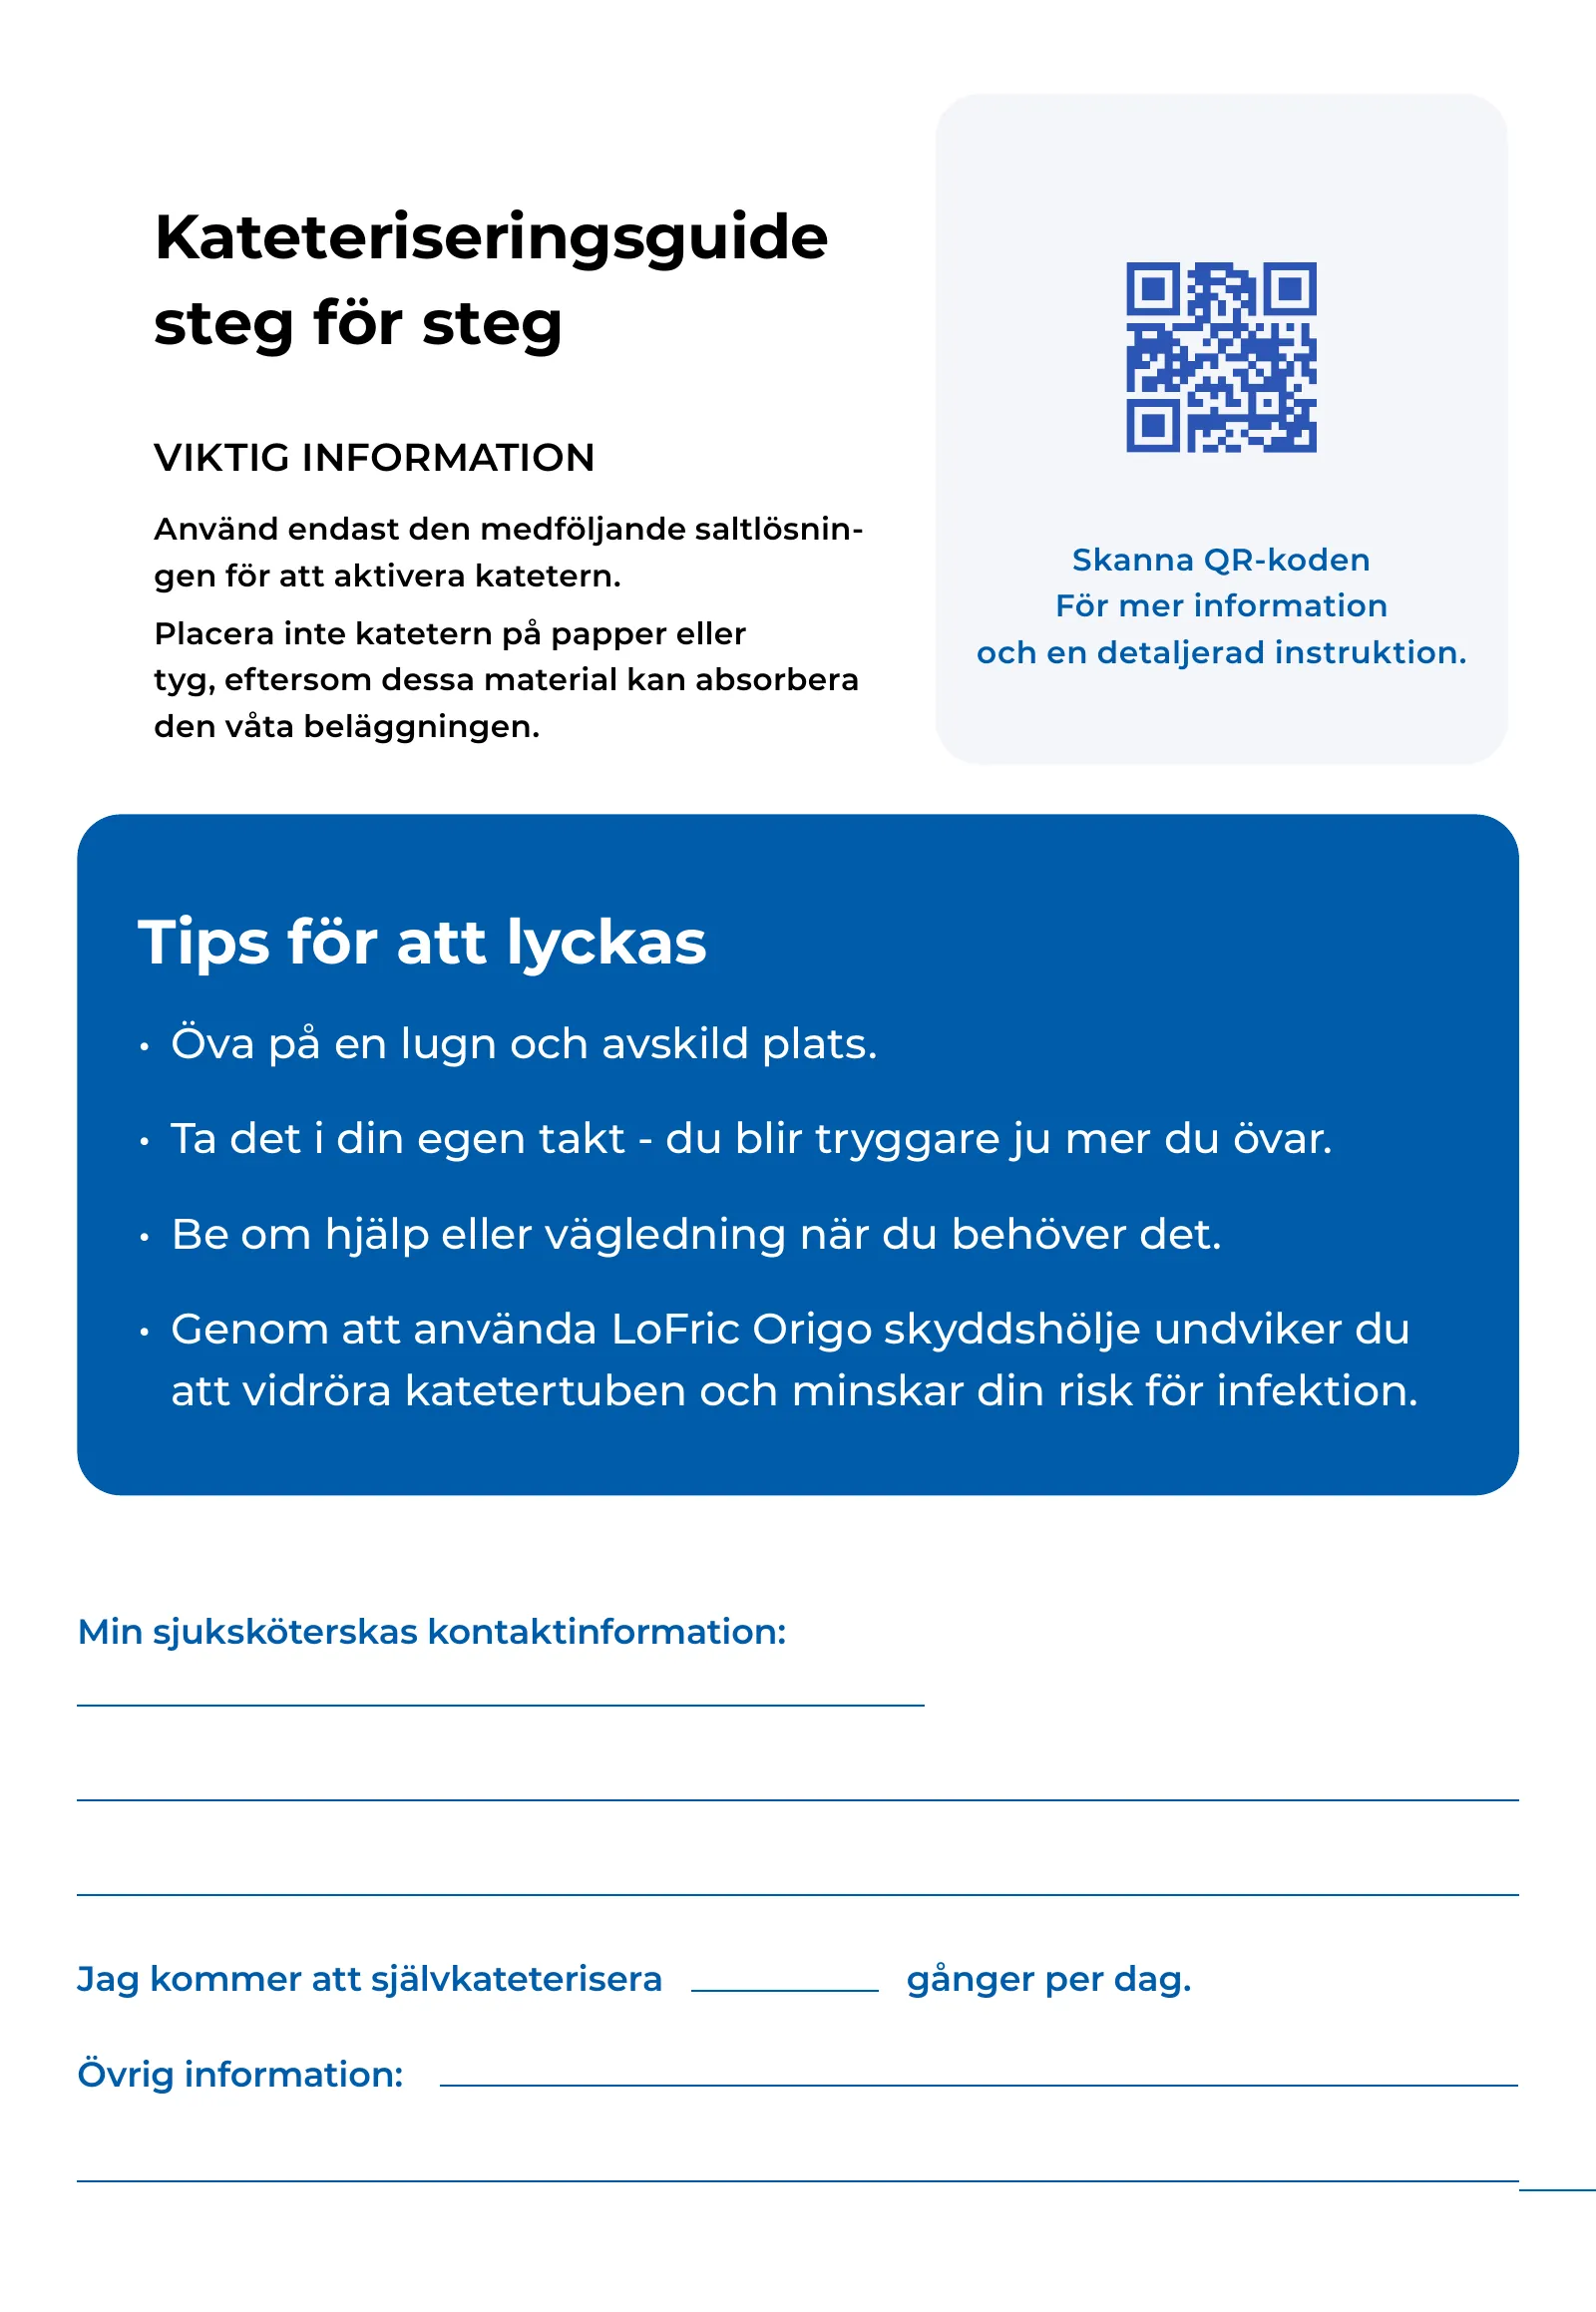 Kateteriseringsguide
steg för steg
VIKTIG INFORMATION
Använd endast den medföljande saltlösnin-
gen för att aktivera katetern.
Placera inte katetern på papper eller
tyg, eftersom dessa material kan absorbera
den våta beläggningen.
Skanna QR-koden
För mer information
och en detaljerad instruktion.
Tips för att lyckas
• Öva på en lugn och avskild plats.
• Ta det i din egen takt - du blir tryggare ju mer du övar.
• Be om hjälp eller vägledning när du behöver det.
• Genom att använda LoFric Origo skyddshölje undviker du
att vidröra katetertuben och minskar din risk för infektion.
Min sjuksköterskas kontaktinformation:
Jag kommer att självkateterisera ______ gånger per dag.
Övrig information: